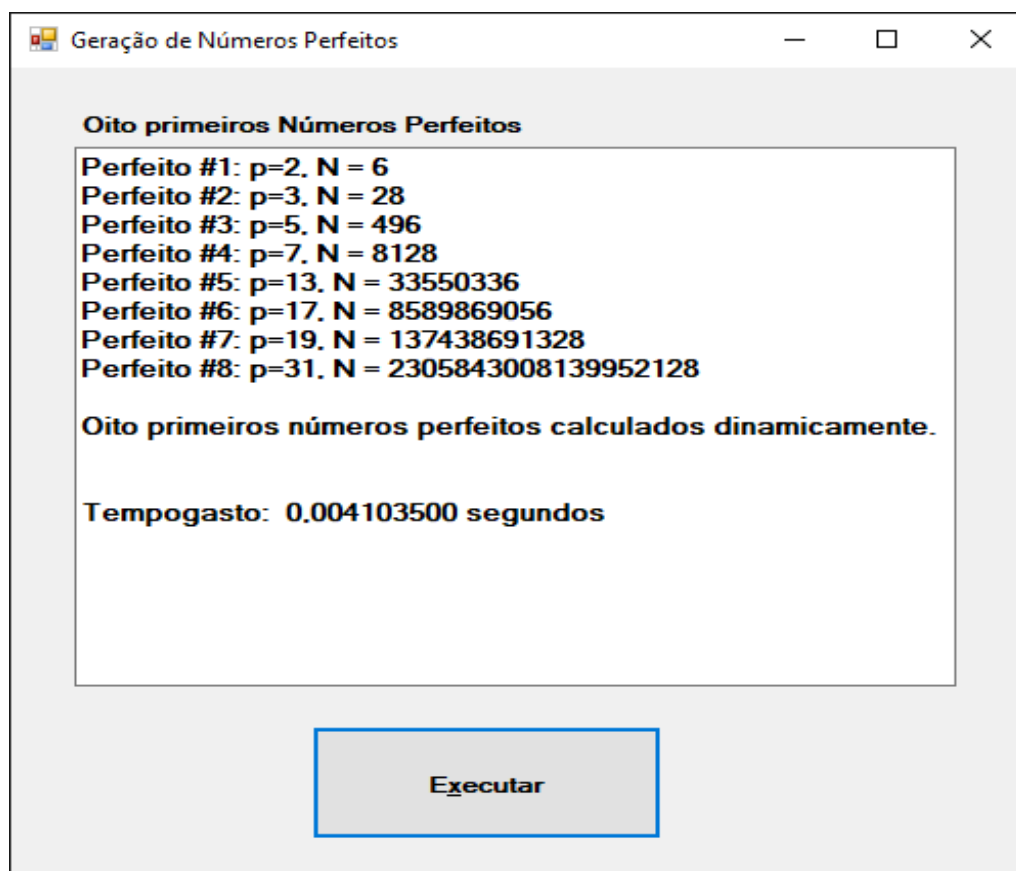 Geração de Números Perfeitos
Oito primeiros Números Perfeitos
Perfeito #1: p=2, N = 6
Perfeito #2: p=3, N = 28
Perfeito #3: p=5, N = 496
Perfeito #4: p=7, N = 8128
Perfeito #5: p=13, N = 33550336
Perfeito #6: p=17, N = 8589869056
Perfeito #7: p=19, N = 137438691328
Perfeito #8: p=31, N = 2305843008139952128
Oito primeiros números perfeitos calculados dinamicamente.
Tempogasto: 0,004103500 segundos
Executar